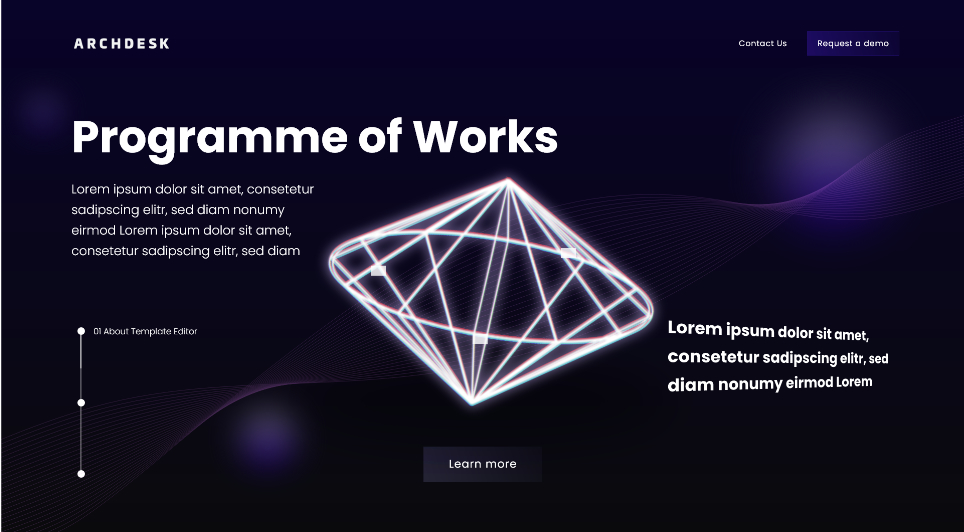 ARCHDESK
Contact Us
Request a demo
Programme of Works
Lorem ipsum dolor sit amet, consetetur
sadipscing elitr, sed diam nonumy
eirmod Lorem ipsum dolor sit amet,
consetetur sadipscing elitr, sed diam
01 About Template Editor
Lorem ipsum dolor sit amet,
consetetur sadipscing elitr, sed
diam nonumy eirmod Lorem
Learn more